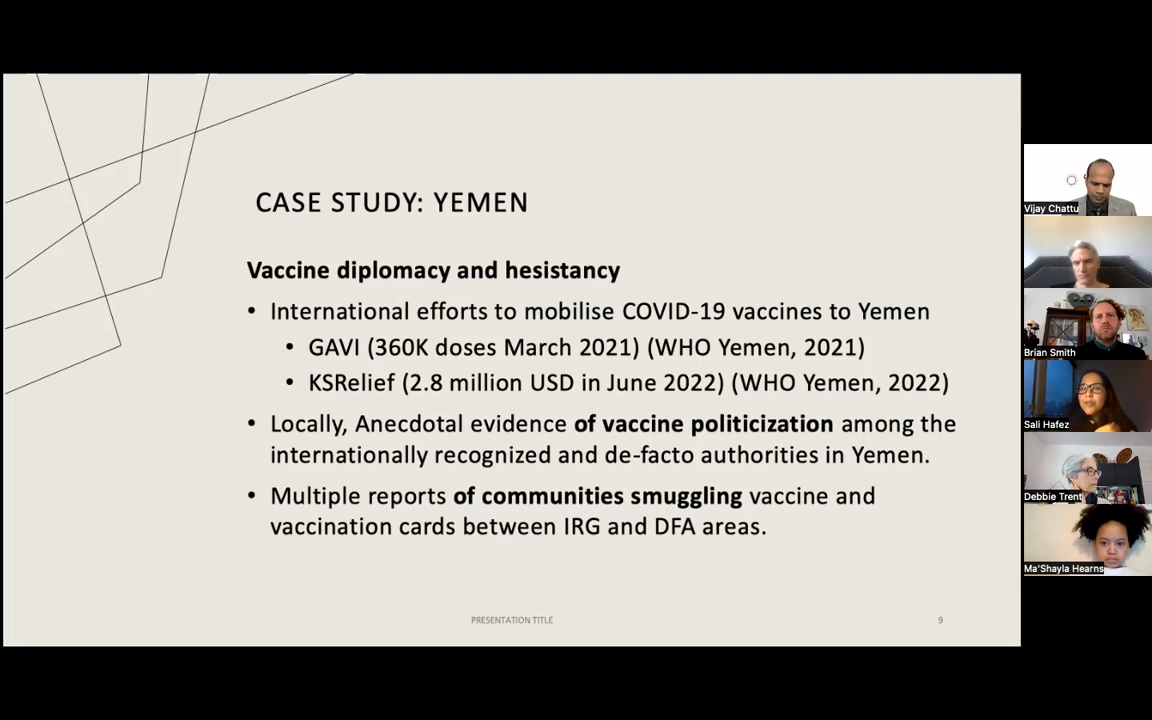 CASE STUDY: YEMEN
Vaccine diplomacy and hesistancy
• International efforts to mobilise COVID-19 vaccines to Yemen
• GAVI (360K doses March 2021) (WHO Yemen, 2021)
• KSRelief (2.8 million USD in June 2022) (WHO Yemen, 2022)
• Locally, Anecdotal evidence of vaccine politicization among the
internationally recognized and de-facto authorities in Yemen.
• Multiple reports of communities smuggling vaccine and
vaccination cards between IRG and DFA areas.
PRESENTATION TITLE
9
Vijay Chattu
Brian Smith
Sali Hafez
Debbie Trent
Ma'Shayla Hearns